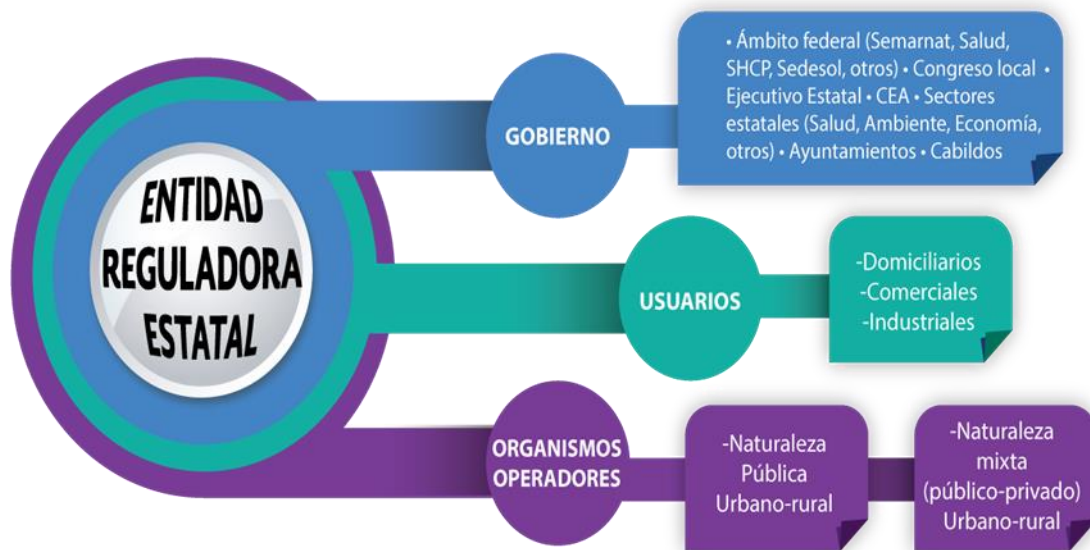 ENTIDAD
REGULADORA
ESTATAL
GOBIERNO
• Ámbito federal (Semarnat, Salud,
SHCP, Sedesol, otros) • Congreso local •
Ejecutivo Estatal • CEA • Sectores
estatales (Salud, Ambiente, Economía,
otros) • Ayuntamientos • Cabildos
USUARIOS
-Domiciliarios
-Comerciales
-Industriales
ORGANISMOS
OPERADORES
-Naturaleza
Pública
Urbano-rural
-Naturaleza
mixta
(público-privado)
Urbano-rural